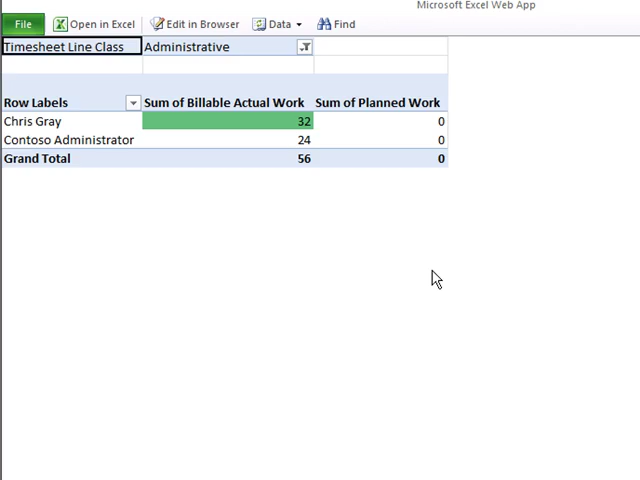 Microsoft Excel Web App
File Open in Excel Edit in Browser Data Find
Timesheet Line Class Administrative
Row Labels Sum of Billable Actual Work Sum of Planned Work
Chris Gray 32 0
Contoso Administrator 24 0
Grand Total 56 0